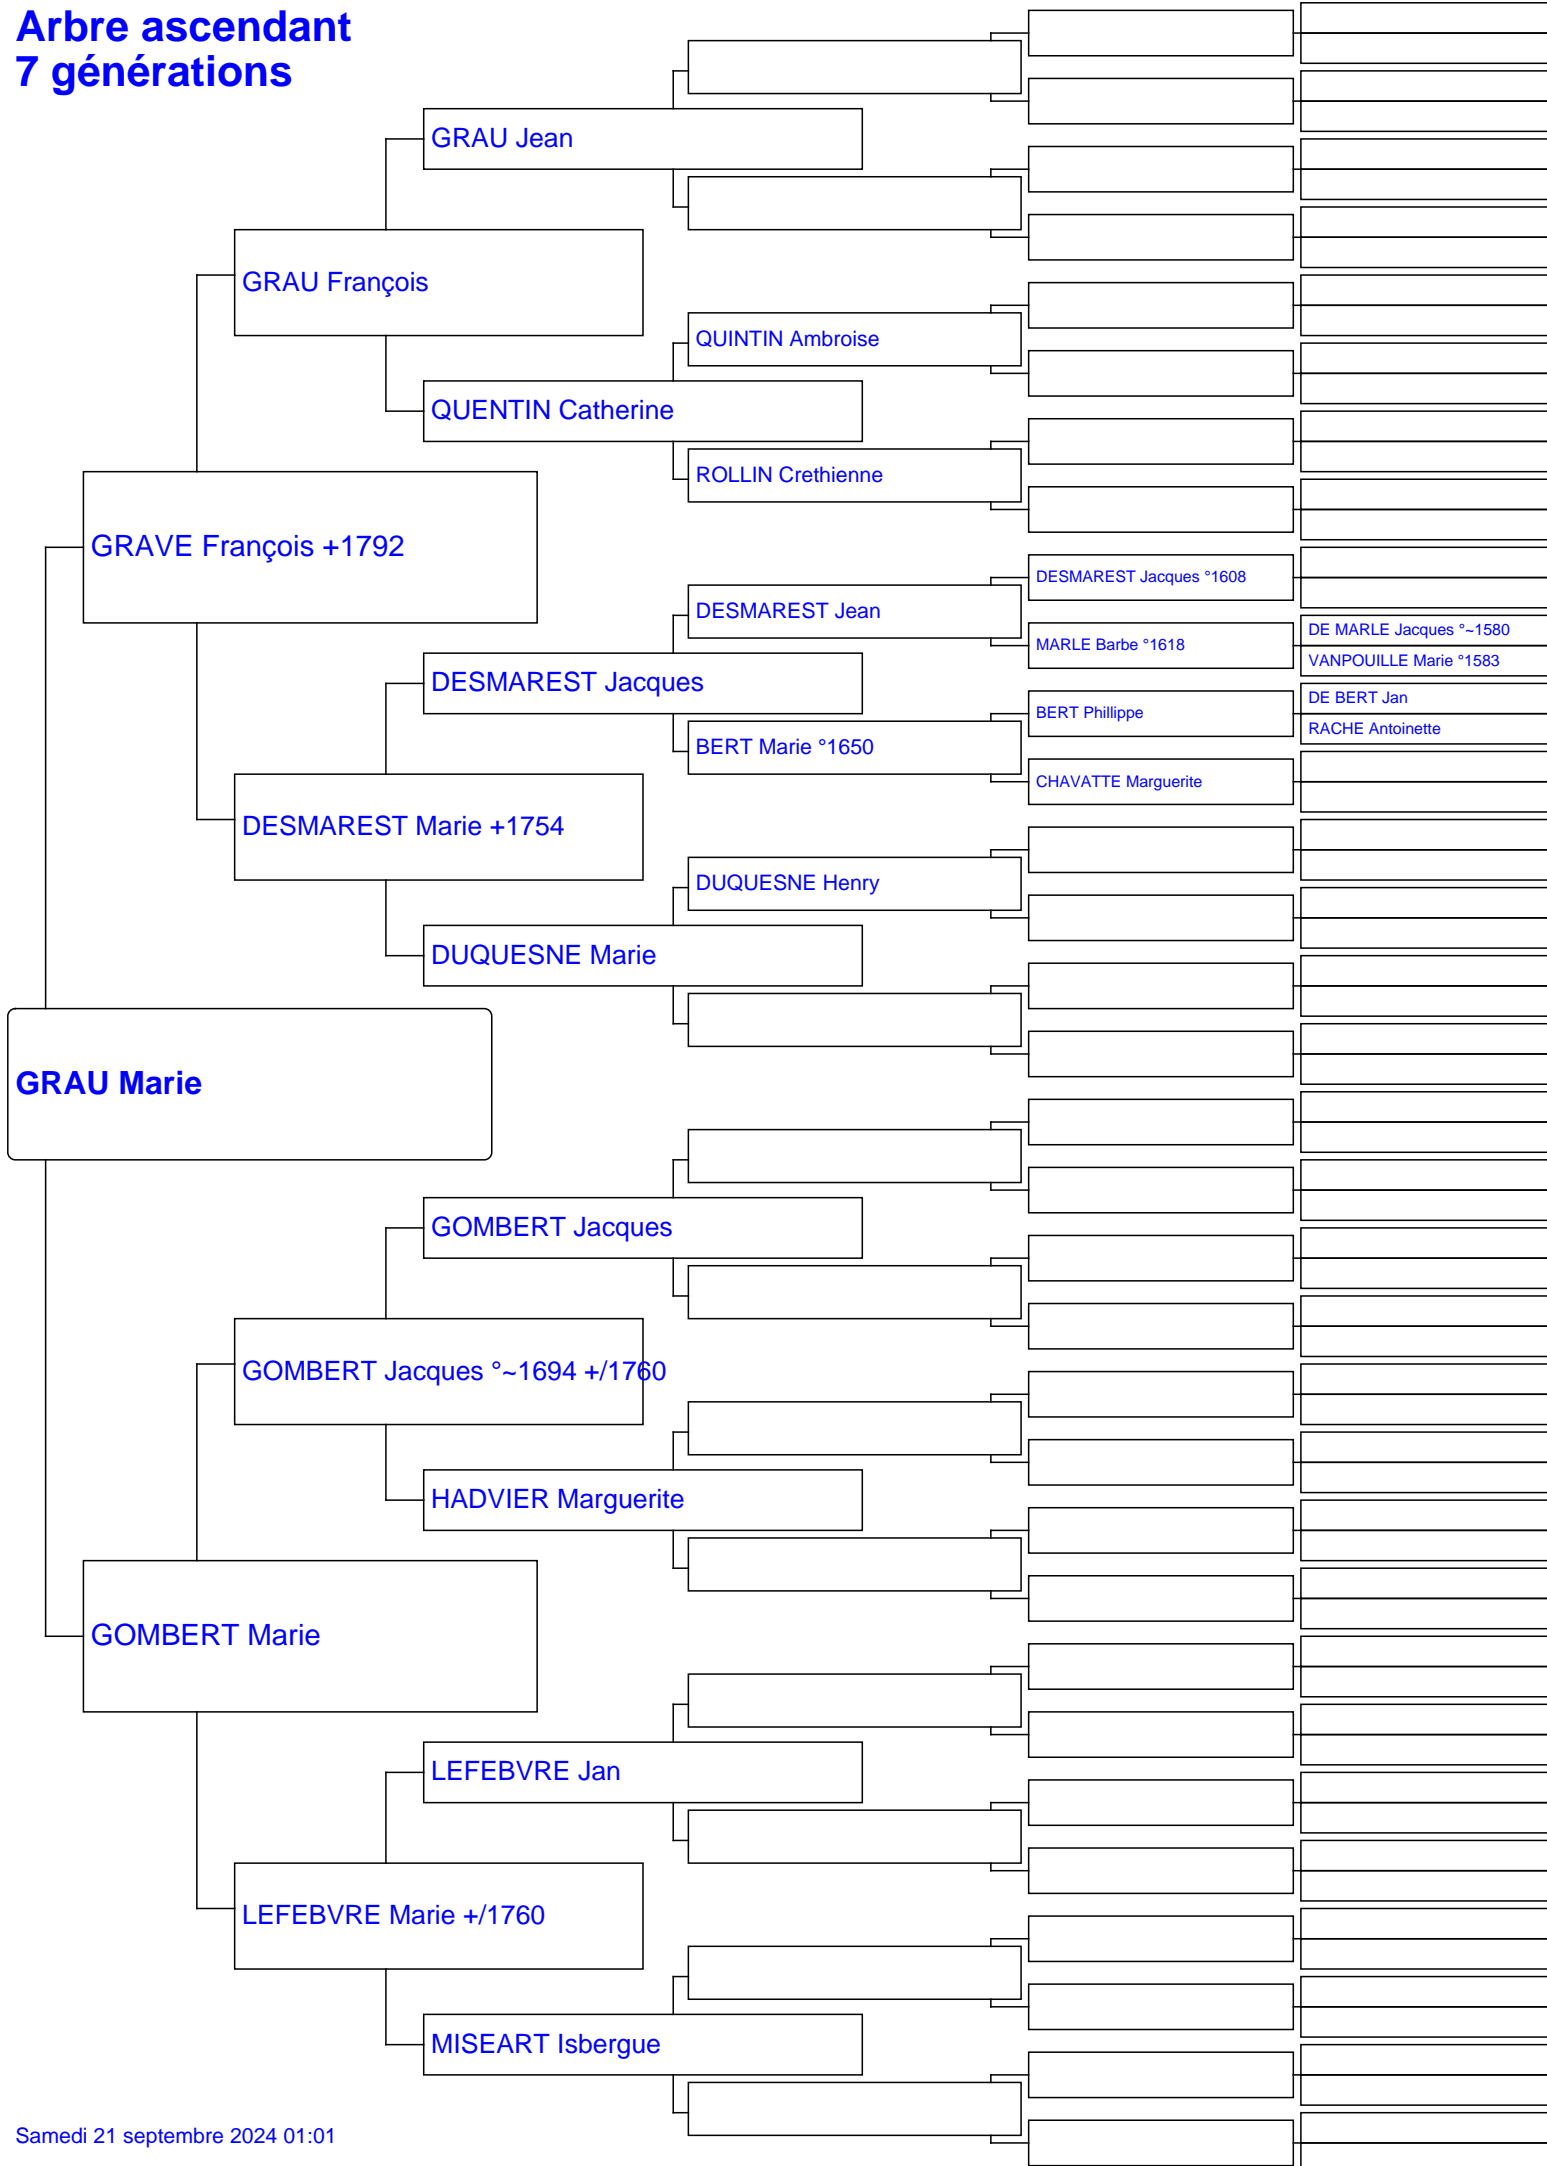 Arbre ascendant
7 générations
GRAU Jean
GRAU François
QUINTIN Ambroise
QUENTIN Catherine
ROLLIN Crethienne
GRAVE François +1792
DESMAREST Jacques °1608
DESMAREST Jean
DE MARLE Jacques °~1580
MARLE Barbe °1618
VANPOUILLE Marie °1583
DESMAREST Jacques
DE BERT Jan
BERT Phillippe
RACHE Antoinette
BERT Marie °1650
CHAVATTE Marguerite
DESMAREST Marie +1754
DUQUESNE Henry
DUQUESNE Marie
GRAU Marie
GOMBERT Jacques
GOMBERT Jacques °~1694 +/1760
HADVIER Marguerite
GOMBERT Marie
LEFEBVRE Jan
LEFEBVRE Marie +/1760
MISEART Isbergue
Samedi 21 septembre 2024 01:01